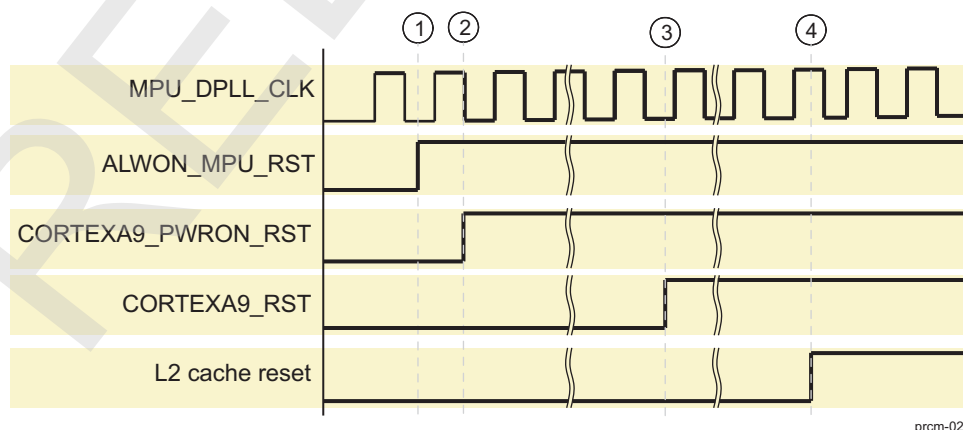 1 2 3 4
MPU_DPLL_CLK
ALWON_MPU_RST
CORTEXA9_PWRON_RST
CORTEXA9_RST
L2 cache reset
prcm-02